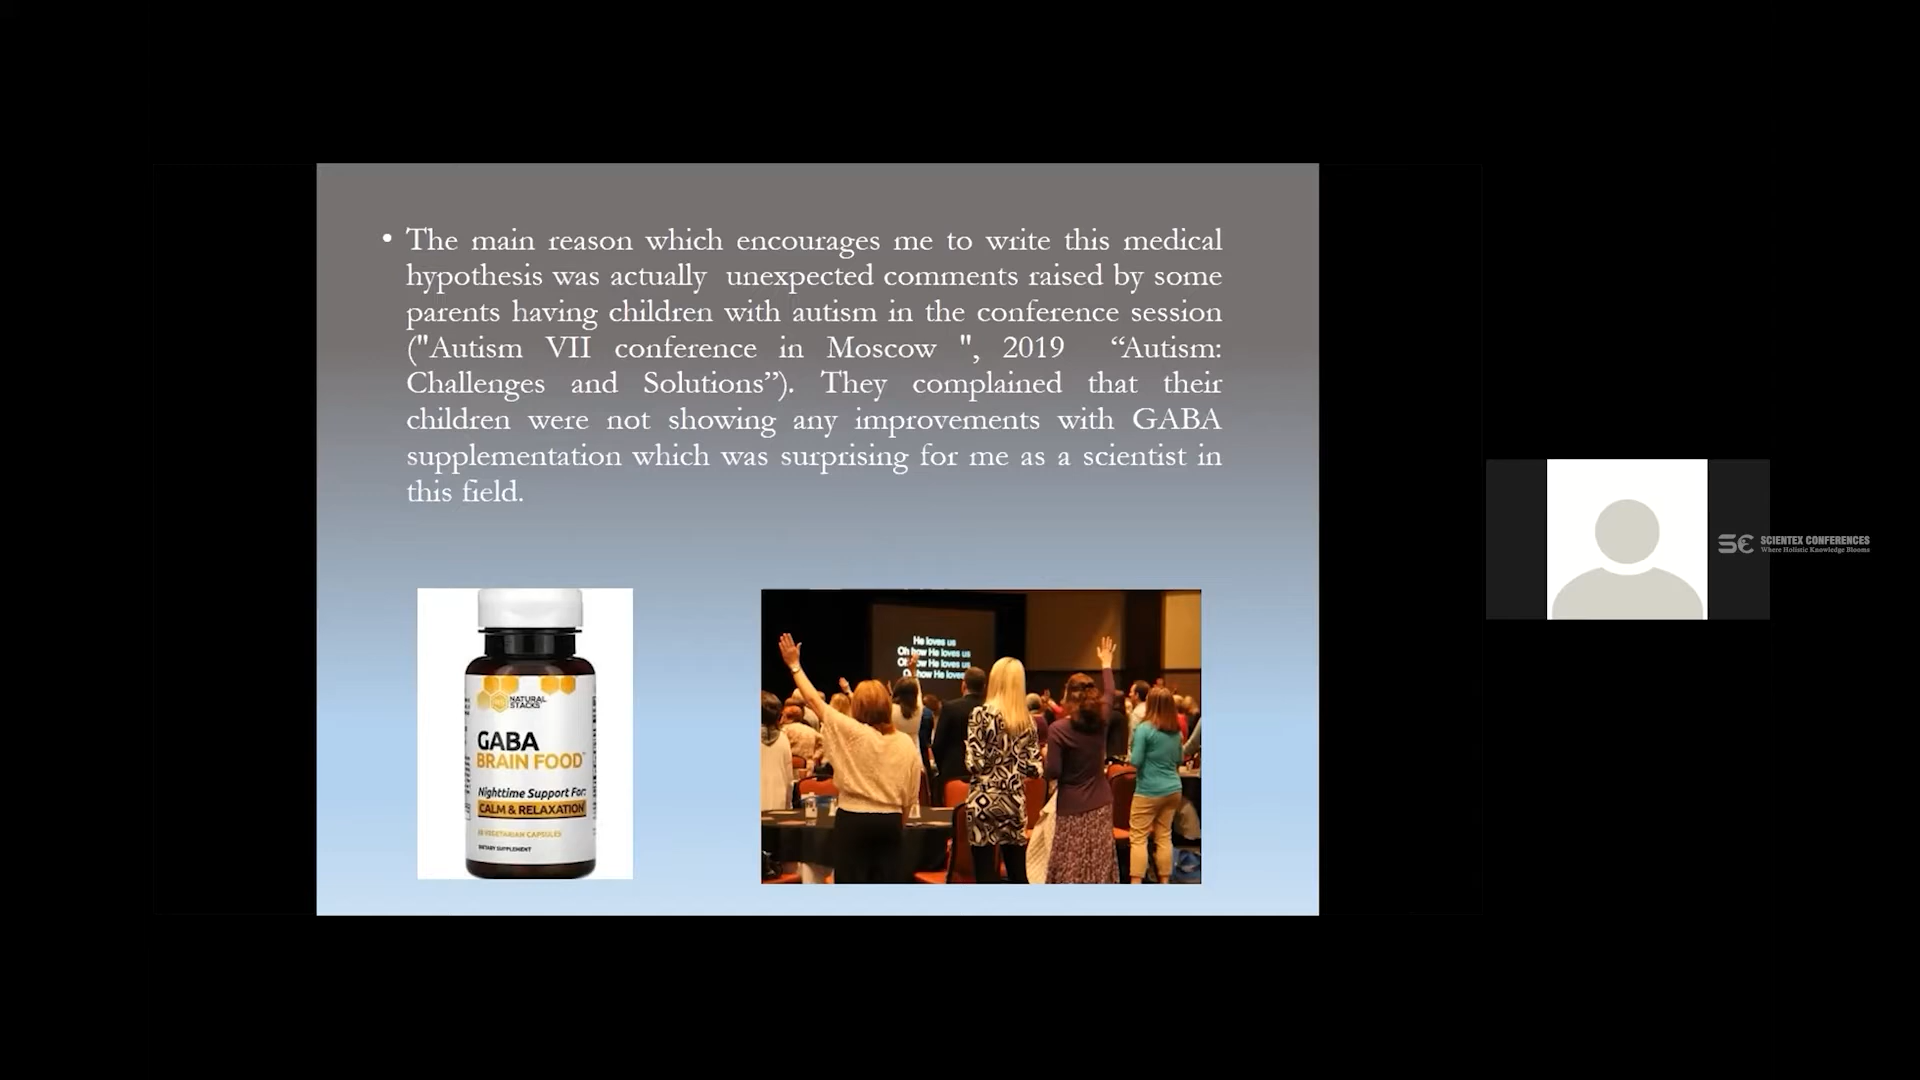 • The main reason which encourages me to write this medical
hypothesis was actually unexpected comments raised by some
parents having children with autism in the conference session
("Autism VII conference in Moscow ", 2019 “Autism:
Challenges and Solutions”). They complained that their
children were not showing any improvements with GABA
supplementation which was surprising for me as a scientist in
this field.
NATURAL
STACKS
GABA
BRAIN FOOD
Nighttime Support For:
CALM & RELAXATION
VEGETARIAN CAPSULES
DIETARY SUPPLEMENT
He loves us
Oh how He loves us
how He loves us
how He loves
SCIENTEX CONFERENCES
Where Holistic Knowledge Blooms